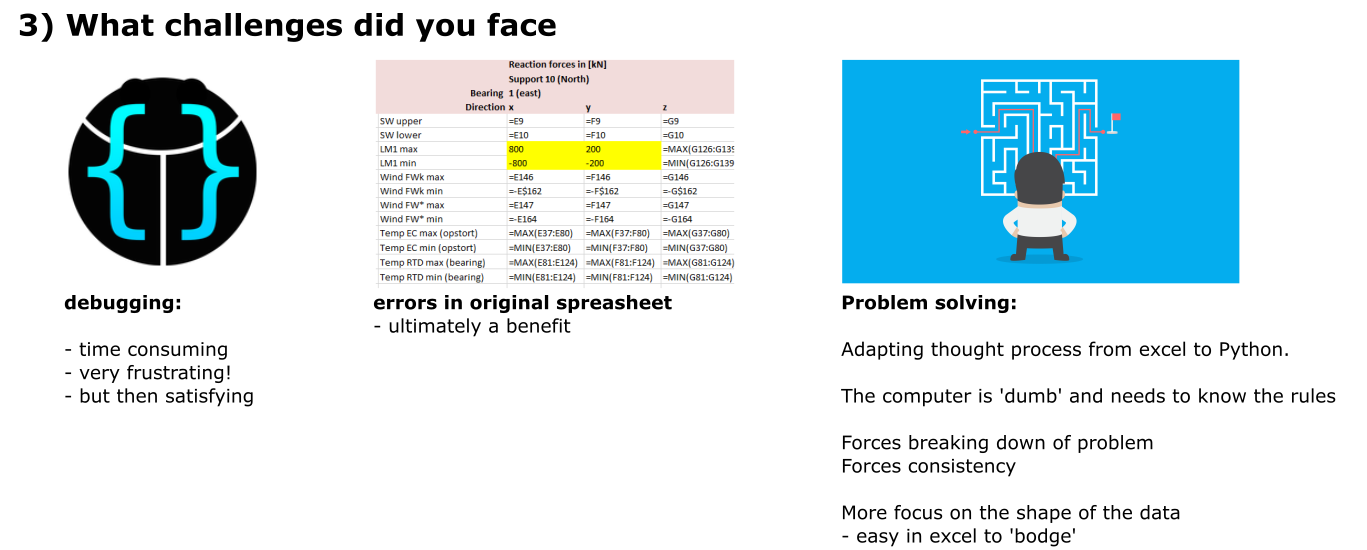 3) What challenges did you face
Reaction forces in [kN]
Support 10 (North)
Bearing 1 (east)
Direction x y z
SW upper =E9 =F9 =G9
SW lower =E10 =F10 =G10
LM1 max 800 200 =MAX(G126:G139
LM1 min -800 -200 =MIN(G126:G139
Wind FWk max =E146 =F146 =G146
Wind FWk min =-E$162 =-F$162 =-G$162
Wind FW* max =E147 =F147 =G147
Wind FW* min =-E164 =-F164 =-G164
Temp EC max (opstort) =MAX(E37:E80) =MAX(F37:F80) =MAX(G37:G80)
Temp EC min (opstort) =MIN(E37:E80) =MIN(F37:F80) =MIN(G37:G80)
Temp RTD max (bearing) =MAX(E81:E124) =MAX(F81:F124) =MAX(G81:G124)
Temp RTD min (bearing) =MIN(E81:E124) =MIN(F81:F124) =MIN(G81:G124)
debugging:
- time consuming
- very frustrating!
- but then satisfying
errors in original spreasheet
- ultimately a benefit
Problem solving:
Adapting thought process from excel to Python.
The computer is 'dumb' and needs to know the rules
Forces breaking down of problem
Forces consistency
More focus on the shape of the data
- easy in excel to 'bodge'